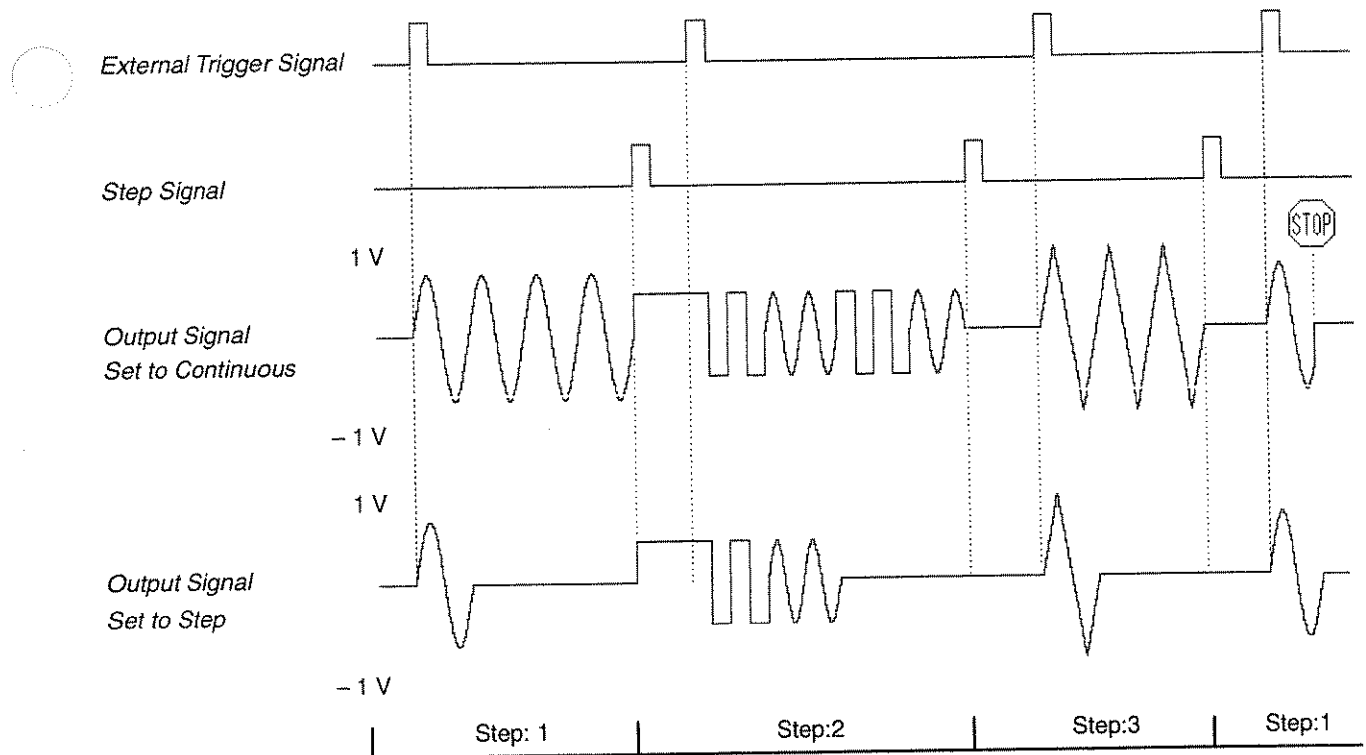 External Trigger Signal
Step Signal
STOP
1 V
Output Signal
Set to Continuous
– 1 V
1 V
Output Signal
Set to Step
– 1 V
Step: 1
Step:2
Step:3
Step:1